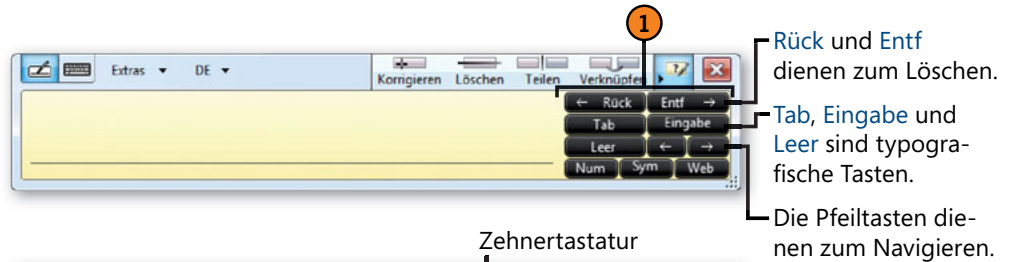 1
Extras DE
Korrigieren Löschen Teilen Verknüpfen
← Rück Entf →
Tab Eingabe
Leer ← →
Num Sym Web
Rück und Entf
dienen zum Löschen.
Tab, Eingabe und
Leer sind typogra-
fische Tasten.
Die Pfeiltasten die-
nen zum Navigieren.
Zehnertastatur